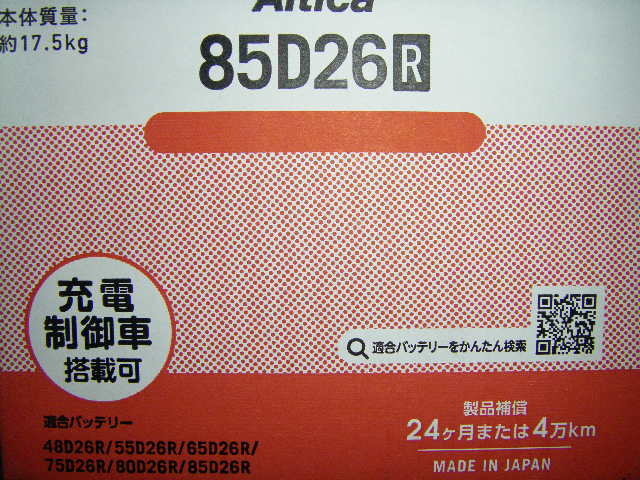 Altica
本体質量:
約17.5kg
85D26R
充電
制御車
搭載可
適合バッテリーをかんたん検索
適合バッテリー
48D26R/55D26R/65D26R/
75D26R/80D26R/85D26R
製品補償
24ヶ月または4万km
MADE IN JAPAN